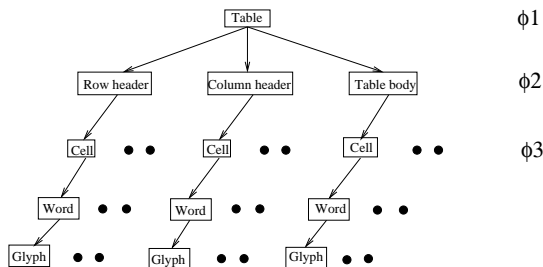 Table ϕ1
Row header Column header Table body ϕ2
Cell Cell Cell ϕ3
Word Word Word
Glyph Glyph Glyph